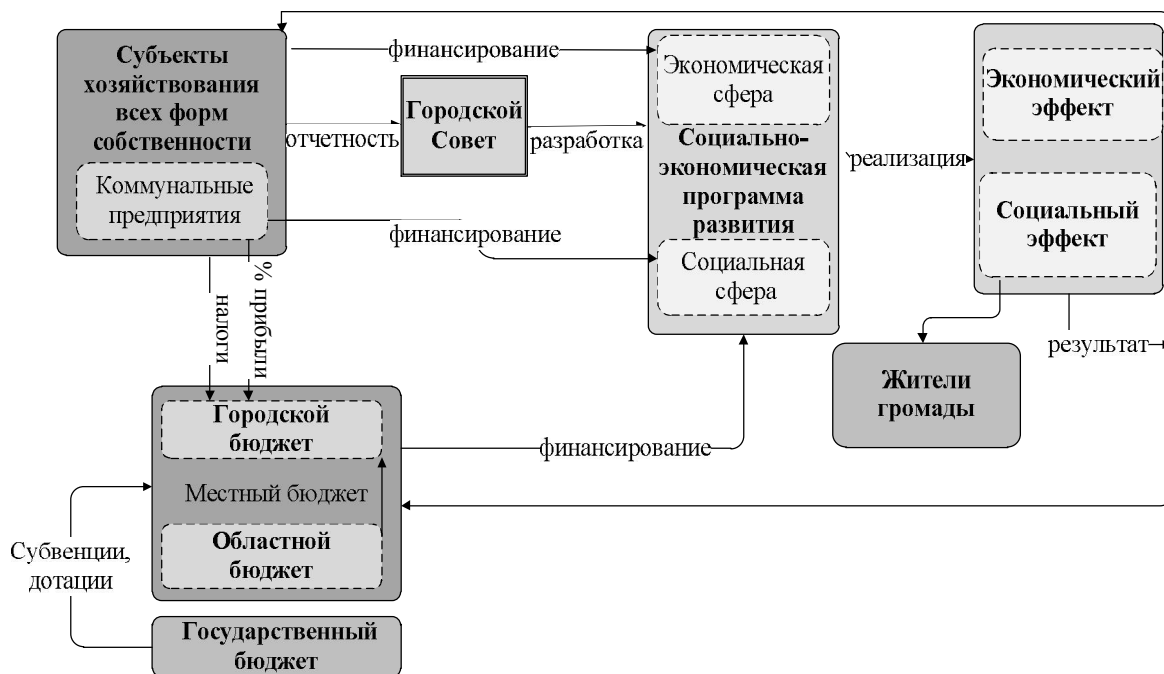 Субъекты
хозяйствования
всех форм
собственности
Коммунальные
предприятия
финансирование
отчетность
Городской
Совет
разработка
финансирование
Экономическая
сфера
Социально-
экономическая
программа
развития
Социальная
сфера
реализация
Экономический
эффект
Социальный
эффект
результат
Жители
громады
налоги
% прибыли
Городской
бюджет
Местный бюджет
Областной
бюджет
финансирование
Субвенции,
дотации
Государственный
бюджет